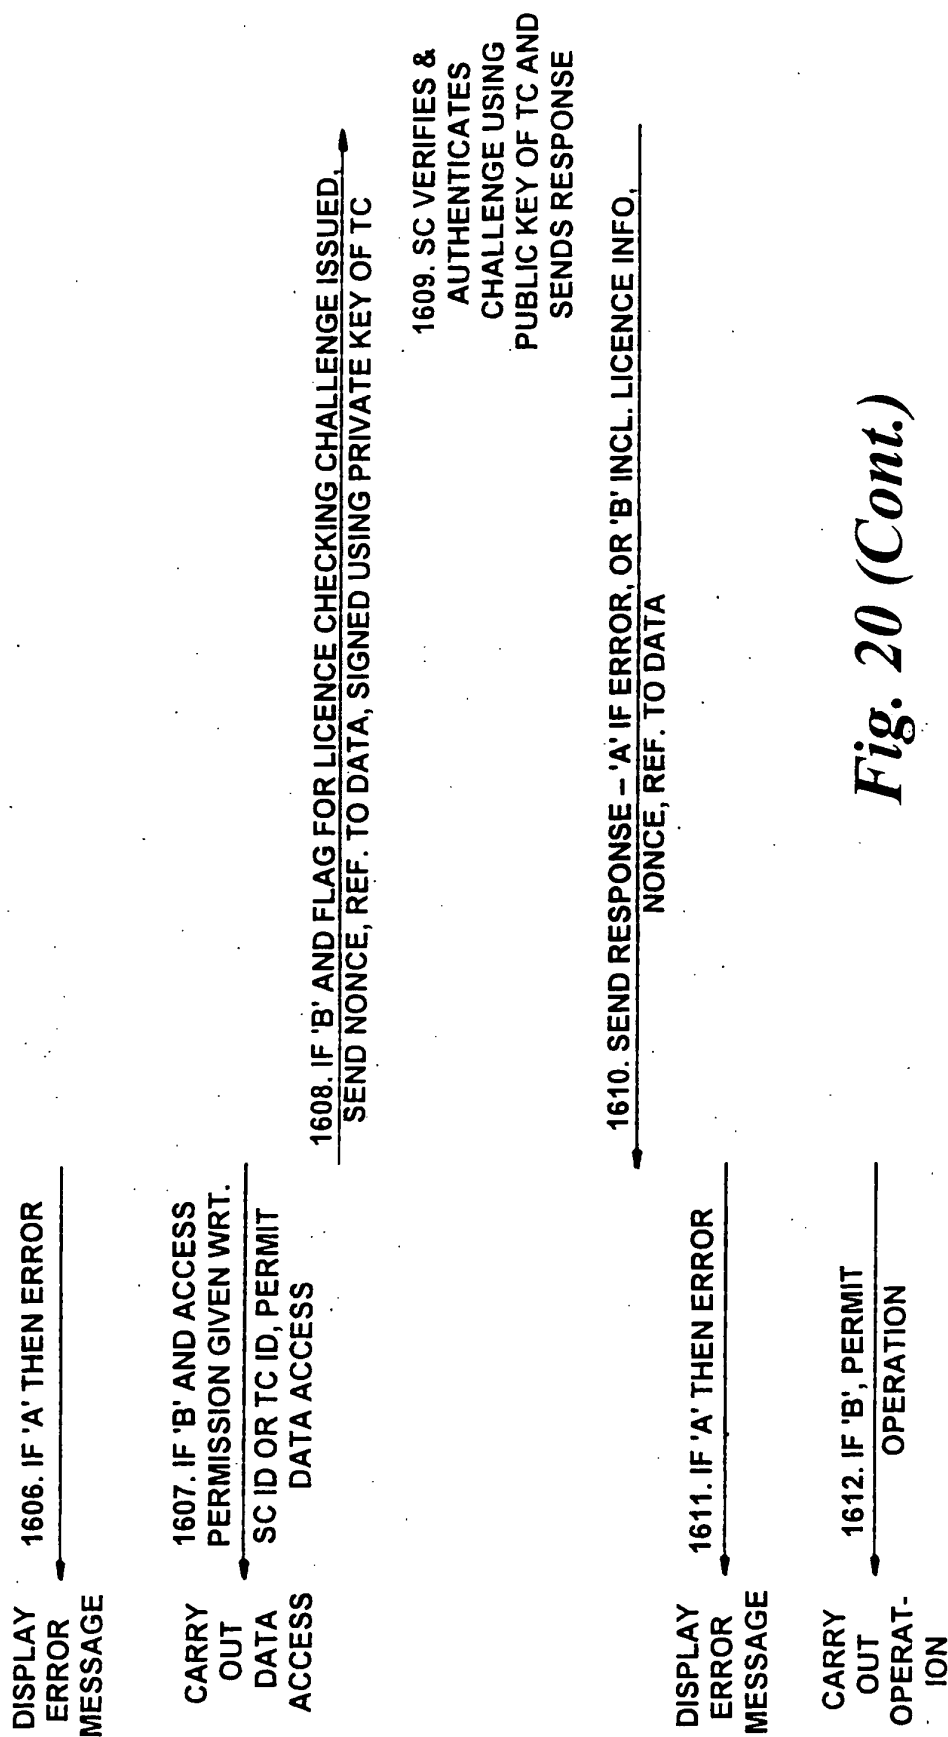 1606. IF 'A' THEN ERROR
DISPLAY
ERROR
MESSAGE
1607. IF 'B' AND ACCESS
PERMISSION GIVEN WRT.
SC ID OR TC ID, PERMIT
DATA ACCESS
CARRY
OUT
DATA
ACCESS
1608. IF 'B' AND FLAG FOR LICENCE CHECKING CHALLENGE ISSUED,
SEND NONCE, REF. TO DATA, SIGNED USING PRIVATE KEY OF TC
1609. SC VERIFIES &
AUTHENTICATES
CHALLENGE USING
PUBLIC KEY OF TC AND
SENDS RESPONSE
1610. SEND RESPONSE – 'A' IF ERROR, OR 'B' INCL. LICENCE INFO,
NONCE, REF. TO DATA
1611. IF 'A' THEN ERROR
DISPLAY
ERROR
MESSAGE
1612. IF 'B', PERMIT
OPERATION
CARRY
OUT
OPERAT-
ION
Fig. 20 (Cont.)